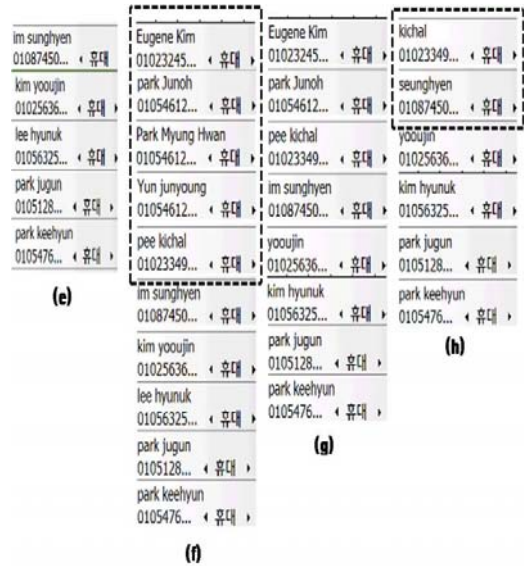 im sunghyen
01087450... ◂ 휴대
kim yooujin
01025636... ◂ 휴대 ▸
lee hyunuk
01056325... ◂ 휴대 ▸
park jugun
0105128... ◂ 휴대 ▸
park keehyun
0105476... ◂ 휴대 ▸
(e)
Eugene Kim
01023245... ◂ 휴대 ▸
park Junoh
01054612... ◂ 휴대 ▸
Park Myung Hwan
01054612... ◂ 휴대 ▸
Yun junyoung
01054612... ◂ 휴대 ▸
pee kichal
01023349... ◂ 휴대 ▸
im sunghyen
01087450... ◂ 휴대 ▸
kim yooujin
01025636... ◂ 휴대 ▸
lee hyunuk
01056325... ◂ 휴대 ▸
park jugun
0105128... ◂ 휴대 ▸
park keehyun
0105476... ◂ 휴대 ▸
(f)
Eugene Kim
01023245... ◂ 휴대 ▸
park Junoh
01054612... ◂ 휴대 ▸
pee kichal
01023349... ◂ 휴대 ▸
im sunghyen
01087450... ◂ 휴대 ▸
yooujin
01025636... ◂ 휴대 ▸
kim hyunuk
01056325... ◂ 휴대 ▸
park jugun
0105128... ◂ 휴대 ▸
park keehyun
0105476... ◂ 휴대 ▸
(g)
kichal
01023349... ◂ 휴대 ▸
seunghyen
01087450... ◂ 휴대 ▸
yooujin
01025636... ◂ 휴대 ▸
kim hyunuk
01056325... ◂ 휴대 ▸
park jugun
0105128... ◂ 휴대 ▸
park keehyun
0105476... ◂ 휴대 ▸
(h)